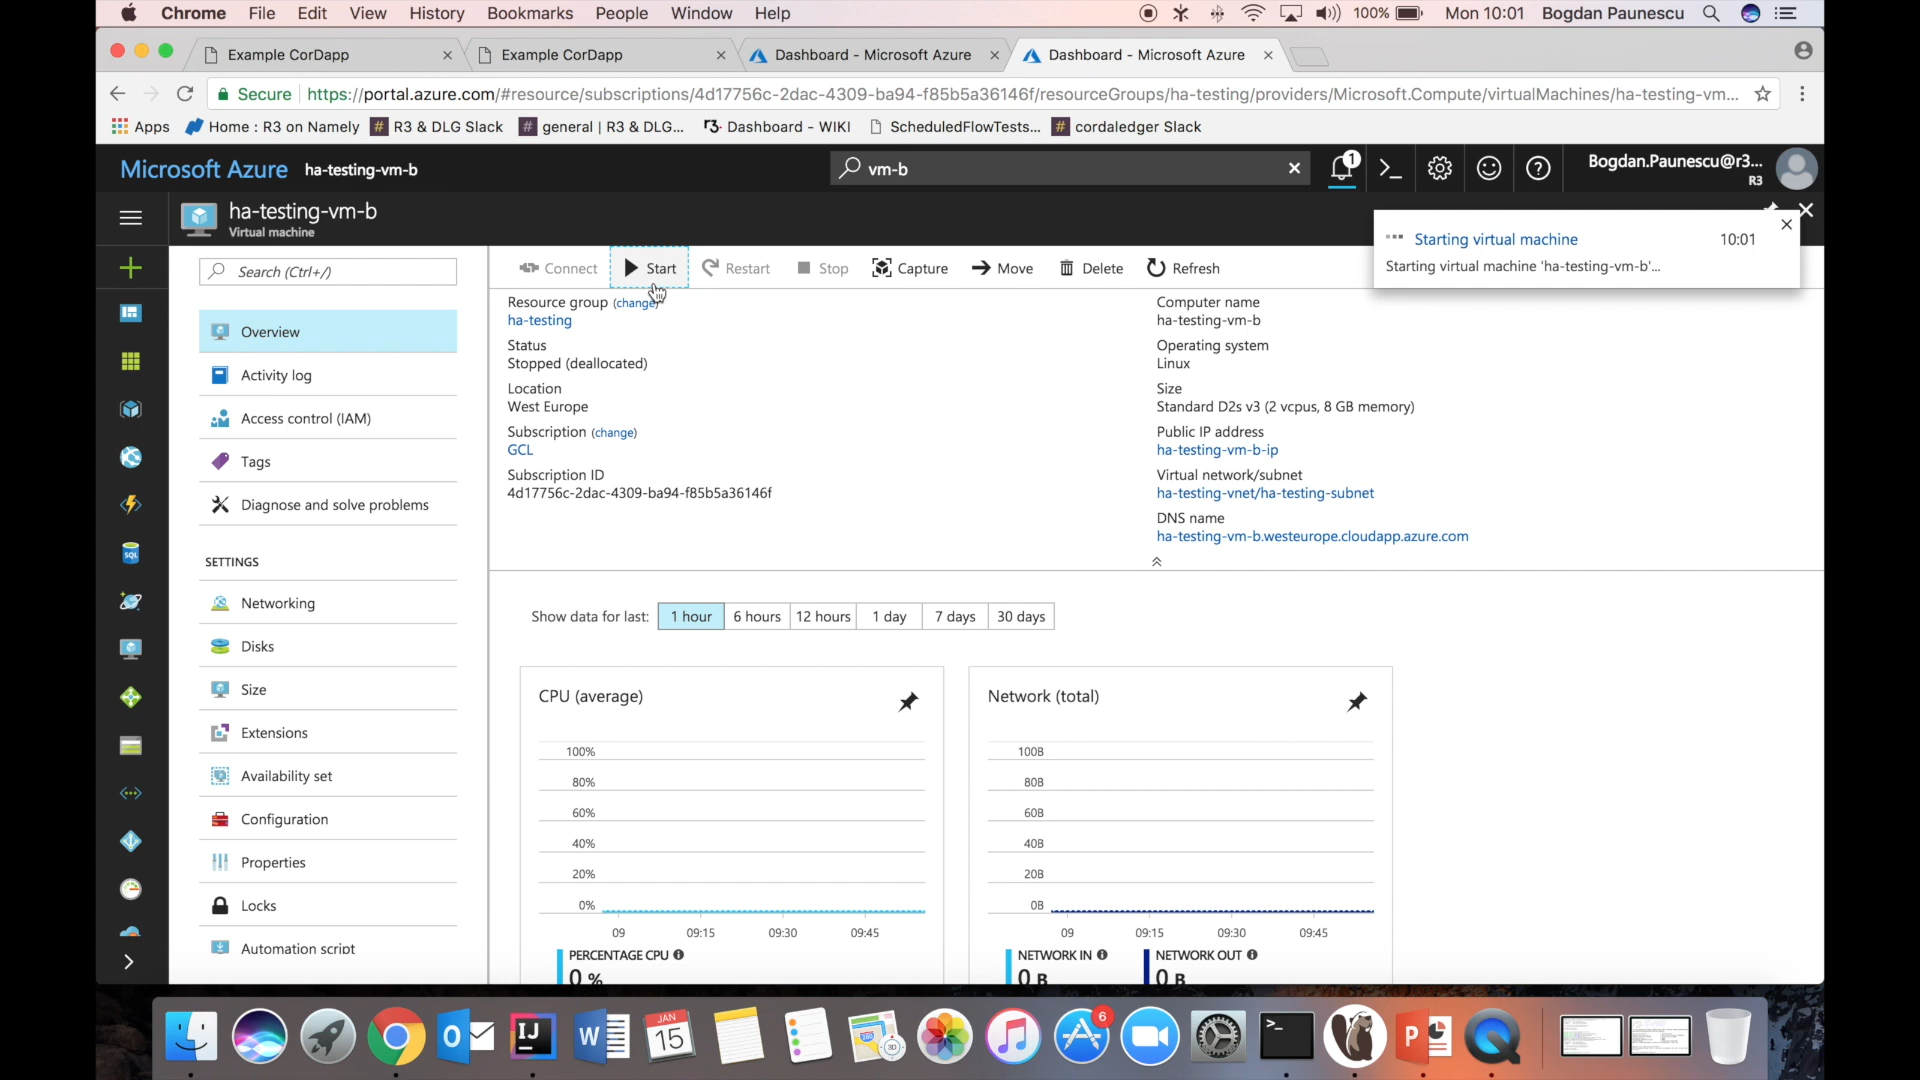 Chrome File Edit View History Bookmarks People Window Help 100% Mon 10:01 Bogdan Paunescu
Example CorDapp Example CorDapp Dashboard - Microsoft Azure Dashboard - Microsoft Azure
Secure https://portal.azure.com/#resource/subscriptions/4d17756c-2dac-4309-ba94-f85b5a36146f/resourceGroups/ha-testing/providers/Microsoft.Compute/virtualMachines/ha-testing-vm...
Apps Home : R3 on Namely R3 & DLG Slack general | R3 & DLG... Dashboard - WIKI ScheduledFlowTests... cordaledger Slack
Microsoft Azure ha-testing-vm-b vm-b 1 Bogdan.Paunescu@r3...
R3
ha-testing-vm-b
Virtual machine
Starting virtual machine 10:01
Starting virtual machine 'ha-testing-vm-b'...
Search (Ctrl+/)
Overview
Activity log
Access control (IAM)
Tags
Diagnose and solve problems
SETTINGS
Networking
Disks
Size
Extensions
Availability set
Configuration
Properties
Locks
Automation script
Connect Start Restart Stop Capture Move Delete Refresh
Resource group (change)
ha-testing
Status
Stopped (deallocated)
Location
West Europe
Subscription (change)
GCL
Subscription ID
4d17756c-2dac-4309-ba94-f85b5a36146f
Computer name
ha-testing-vm-b
Operating system
Linux
Size
Standard D2s v3 (2 vcpus, 8 GB memory)
Public IP address
ha-testing-vm-b-ip
Virtual network/subnet
ha-testing-vnet/ha-testing-subnet
DNS name
ha-testing-vm-b.westeurope.cloudapp.azure.com
Show data for last: 1 hour 6 hours 12 hours 1 day 7 days 30 days
CPU (average)
100%
80%
60%
40%
20%
0%
09 09:15 09:30 09:45
PERCENTAGE CPU
0 %
Network (total)
100B
80B
60B
40B
20B
0B
09 09:15 09:30 09:45
NETWORK IN NETWORK OUT
0 B 0 B
SQL
JAN
15
6